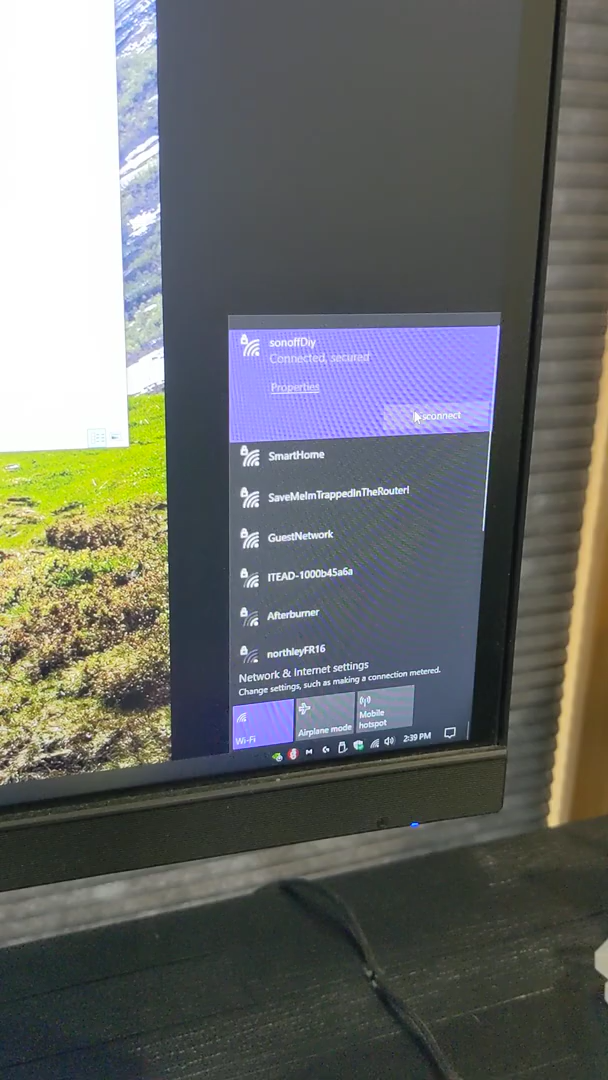 sonoffDiy
Connected, secured
Properties
sconnect
SmartHome
SaveMeImTrappedInTheRouter!
GuestNetwork
ITEAD-1000b45a6a
Afterburner
northleyFR16
Network & Internet settings
Change settings, such as making a connection metered.
Wi-Fi
Airplane mode
Mobile
hotspot
2:39 PM